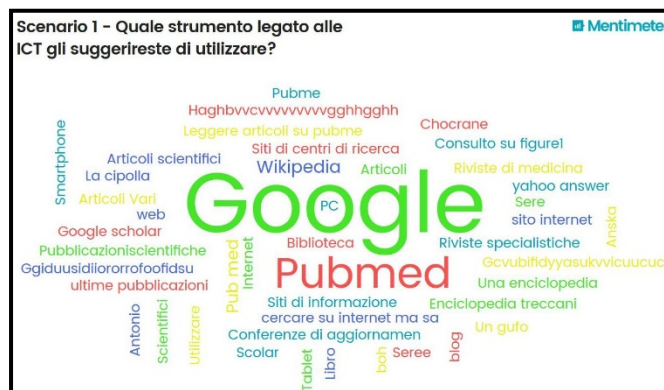 Scenario 1 - Quale strumento legato alle
ICT gli suggerireste di utilizzare?
Mentimete
Pubme
Haghbvvcvvvvvvvvvgghhgghh
Leggere articoli su pubme
Chocrane
Siti di centri di ricerca
Consulto su figure1
Smartphone
Articoli scientifici
Wikipedia
Articoli
Riviste di medicina
La cipolla
yahoo answer
Articoli Vari
Google
PC
Sere
web
sito internet
Anska
Google scholar
Biblioteca
Riviste specialistiche
Pubblicazioniscientifiche
Pub med
Internet
Pubmed
Gcvubifidyyasukvvicuucuc
Ggiduusidiiororrofoofidsu
Una enciclopedia
ultime pubblicazioni
Siti di informazione
Enciclopedia treccani
cercare su internet ma sa
Antonio
Scientifici
Utilizzare
Conferenze di aggiornamen
Un gufo
Scolar
Tablet
Libro
boh
Seree
blog